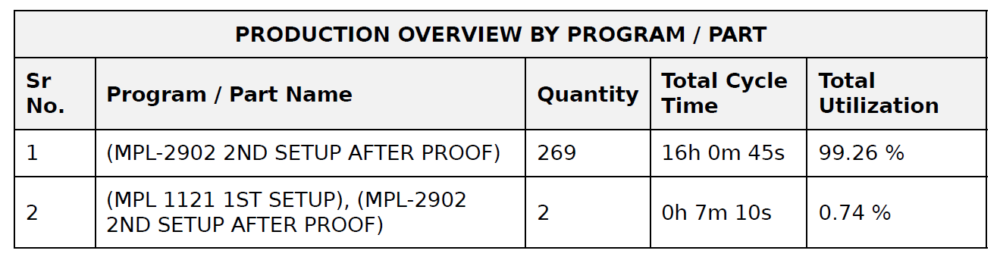 PRODUCTION OVERVIEW BY PROGRAM / PART
Sr No.
Program / Part Name
Quantity
Total Cycle Time
Total Utilization
1
(MPL-2902 2ND SETUP AFTER PROOF)
269
16h 0m 45s
99.26 %
2
(MPL 1121 1ST SETUP), (MPL-2902
2ND SETUP AFTER PROOF)
2
0h 7m 10s
0.74 %